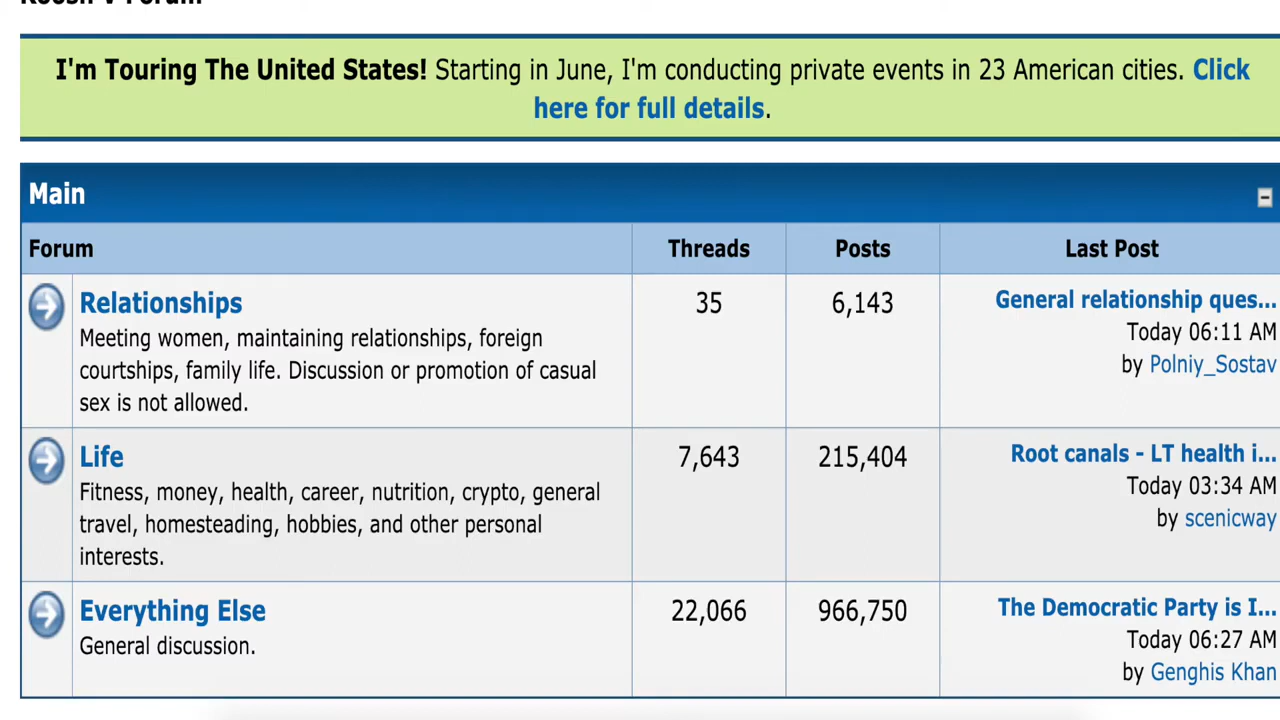 Roosh V Forum
I'm Touring The United States! Starting in June, I'm conducting private events in 23 American cities. Click
here for full details.
Main
Forum Threads Posts Last Post
Relationships 35 6,143 General relationship ques...
Meeting women, maintaining relationships, foreign Today 06:11 AM
courtships, family life. Discussion or promotion of casual by Polniy_Sostav
sex is not allowed.
Life 7,643 215,404 Root canals - LT health i...
Fitness, money, health, career, nutrition, crypto, general Today 03:34 AM
travel, homesteading, hobbies, and other personal by scenicway
interests.
Everything Else 22,066 966,750 The Democratic Party is I...
General discussion. Today 06:27 AM
by Genghis Khan